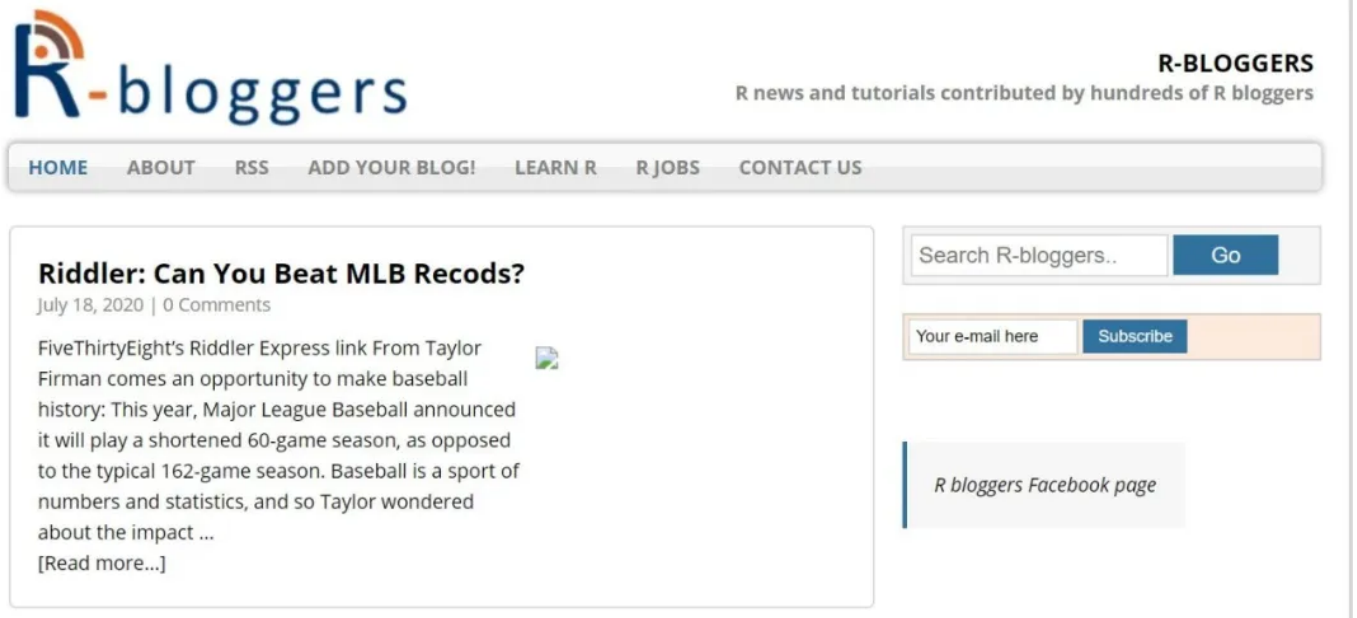 R-bloggers
R-BLOGGERS
R news and tutorials contributed by hundreds of R bloggers
HOME ABOUT RSS ADD YOUR BLOG! LEARN R R JOBS CONTACT US
Riddler: Can You Beat MLB Recods?
July 18, 2020 | 0 Comments
FiveThirtyEight's Riddler Express link From Taylor
Firman comes an opportunity to make baseball
history: This year, Major League Baseball announced
it will play a shortened 60-game season, as opposed
to the typical 162-game season. Baseball is a sport of
numbers and statistics, and so Taylor wondered
about the impact ...
[Read more...]
Search R-bloggers.. Go
Your e-mail here Subscribe
R bloggers Facebook page